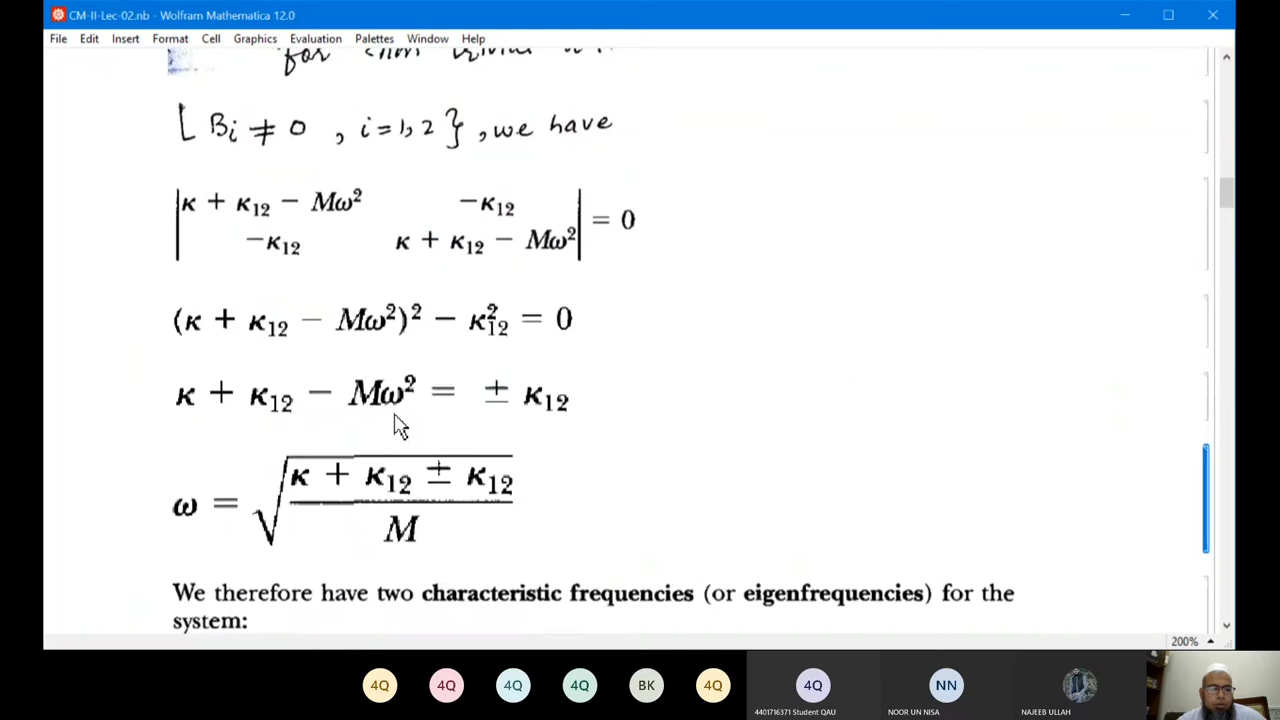 CM-II-Lec-02.nb - Wolfram Mathematica 12.0
File Edit Insert Format Cell Graphics Evaluation Palettes Window Help
for
[ Bi ≠ 0 , i = 1, 2 } , we have
|κ + κ₁₂ − Mω² −κ₁₂|
|−κ₁₂ κ + κ₁₂ − Mω²| = 0
(κ + κ₁₂ − Mω²)² − κ₁₂² = 0
κ + κ₁₂ − Mω² = ± κ₁₂
ω = √((κ + κ₁₂ ± κ₁₂)/M)
We therefore have two characteristic frequencies (or eigenfrequencies) for the
system:
200%
4Q 4Q 4Q 4Q BK 4Q 4Q NN
4401716371 Student QAU NOOR UN NISA NAJEEB ULLAH